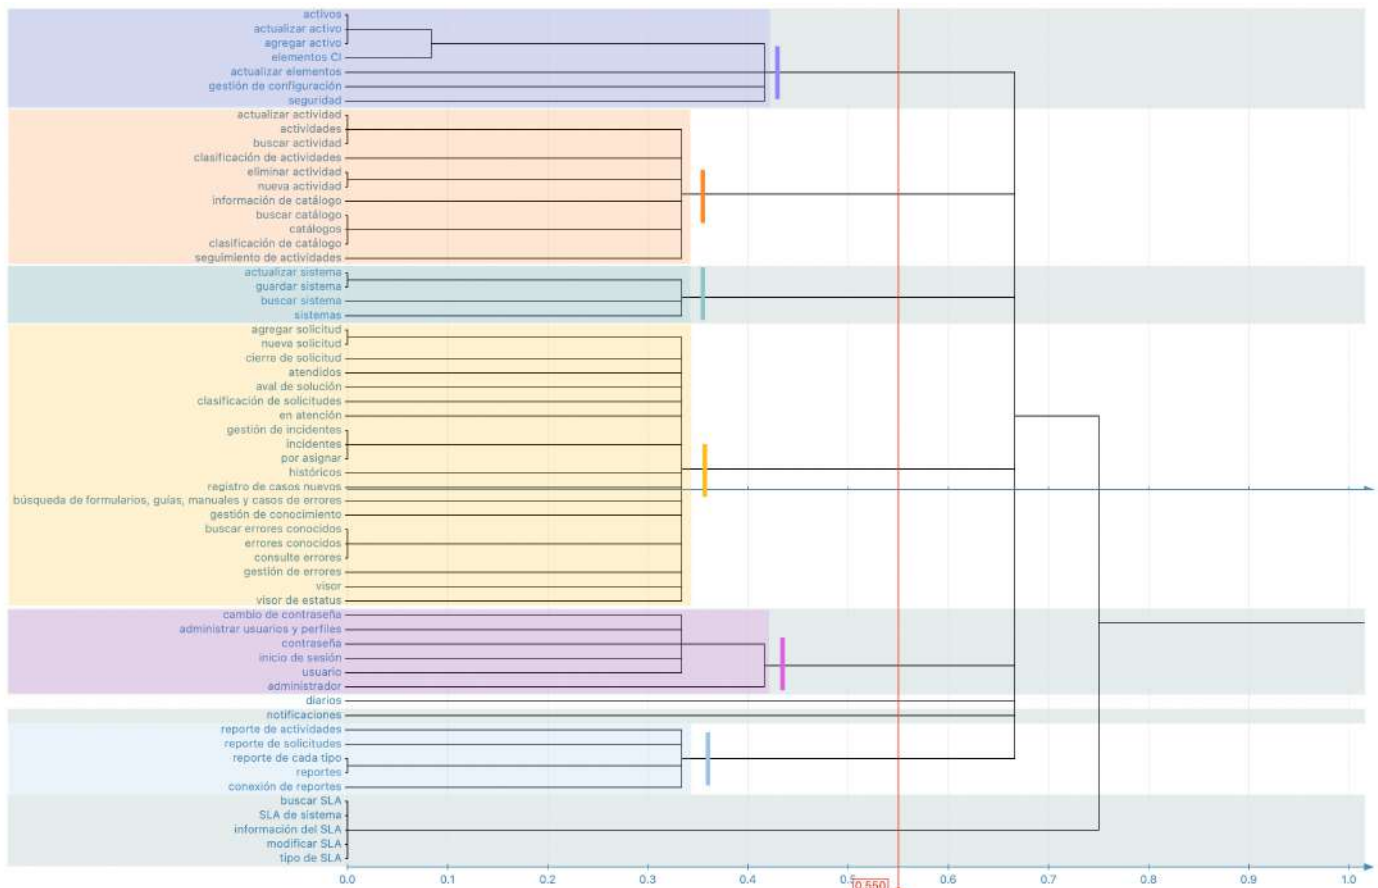 activos
actualizar activo
agregar activo
elementos CI
actualizar elementos
gestión de configuración
seguridad
actualizar actividad
actividades
buscar actividad
clasificación de actividades
eliminar actividad
nueva actividad
información de catálogo
buscar catálogo
catálogos
clasificación de catálogo
seguimiento de actividades
actualizar sistema
guardar sistema
buscar sistema
sistemas
agregar solicitud
nueva solicitud
cierre de solicitud
atendidos
aval de solución
clasificación de solicitudes
en atención
gestión de incidentes
incidentes
por asignar
históricos
registro de casos nuevos
búsqueda de formularios, guías, manuales y casos de errores
gestión de conocimiento
buscar errores conocidos
errores conocidos
consulte errores
gestión de errores
visor
visor de estatus
cambio de contraseña
administrar usuarios y perfiles
contraseña
inicio de sesión
usuario
administrador
diarios
notificaciones
reporte de actividades
reporte de solicitudes
reporte de cada tipo
reportes
conexión de reportes
buscar SLA
SLA de sistema
información del SLA
modificar SLA
tipo de SLA
0.0 0.1 0.2 0.3 0.4 0.5 0.6 0.7 0.8 0.9 1.0
0.550